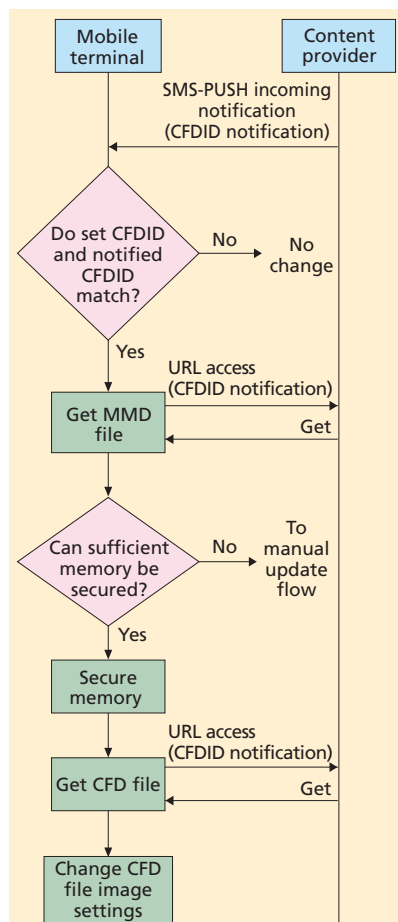 Mobile
terminal
Content
provider
SMS-PUSH incoming
notification
(CFDID notification)
Do set CFDID
and notified
CFDID
match?
No
No
change
Yes
URL access
(CFDID notification)
Get MMD
file
Get
Can sufficient
memory be
secured?
No
To
manual
update
flow
Yes
Secure
memory
URL access
(CFDID notification)
Get CFD file
Get
Change CFD
file image
settings